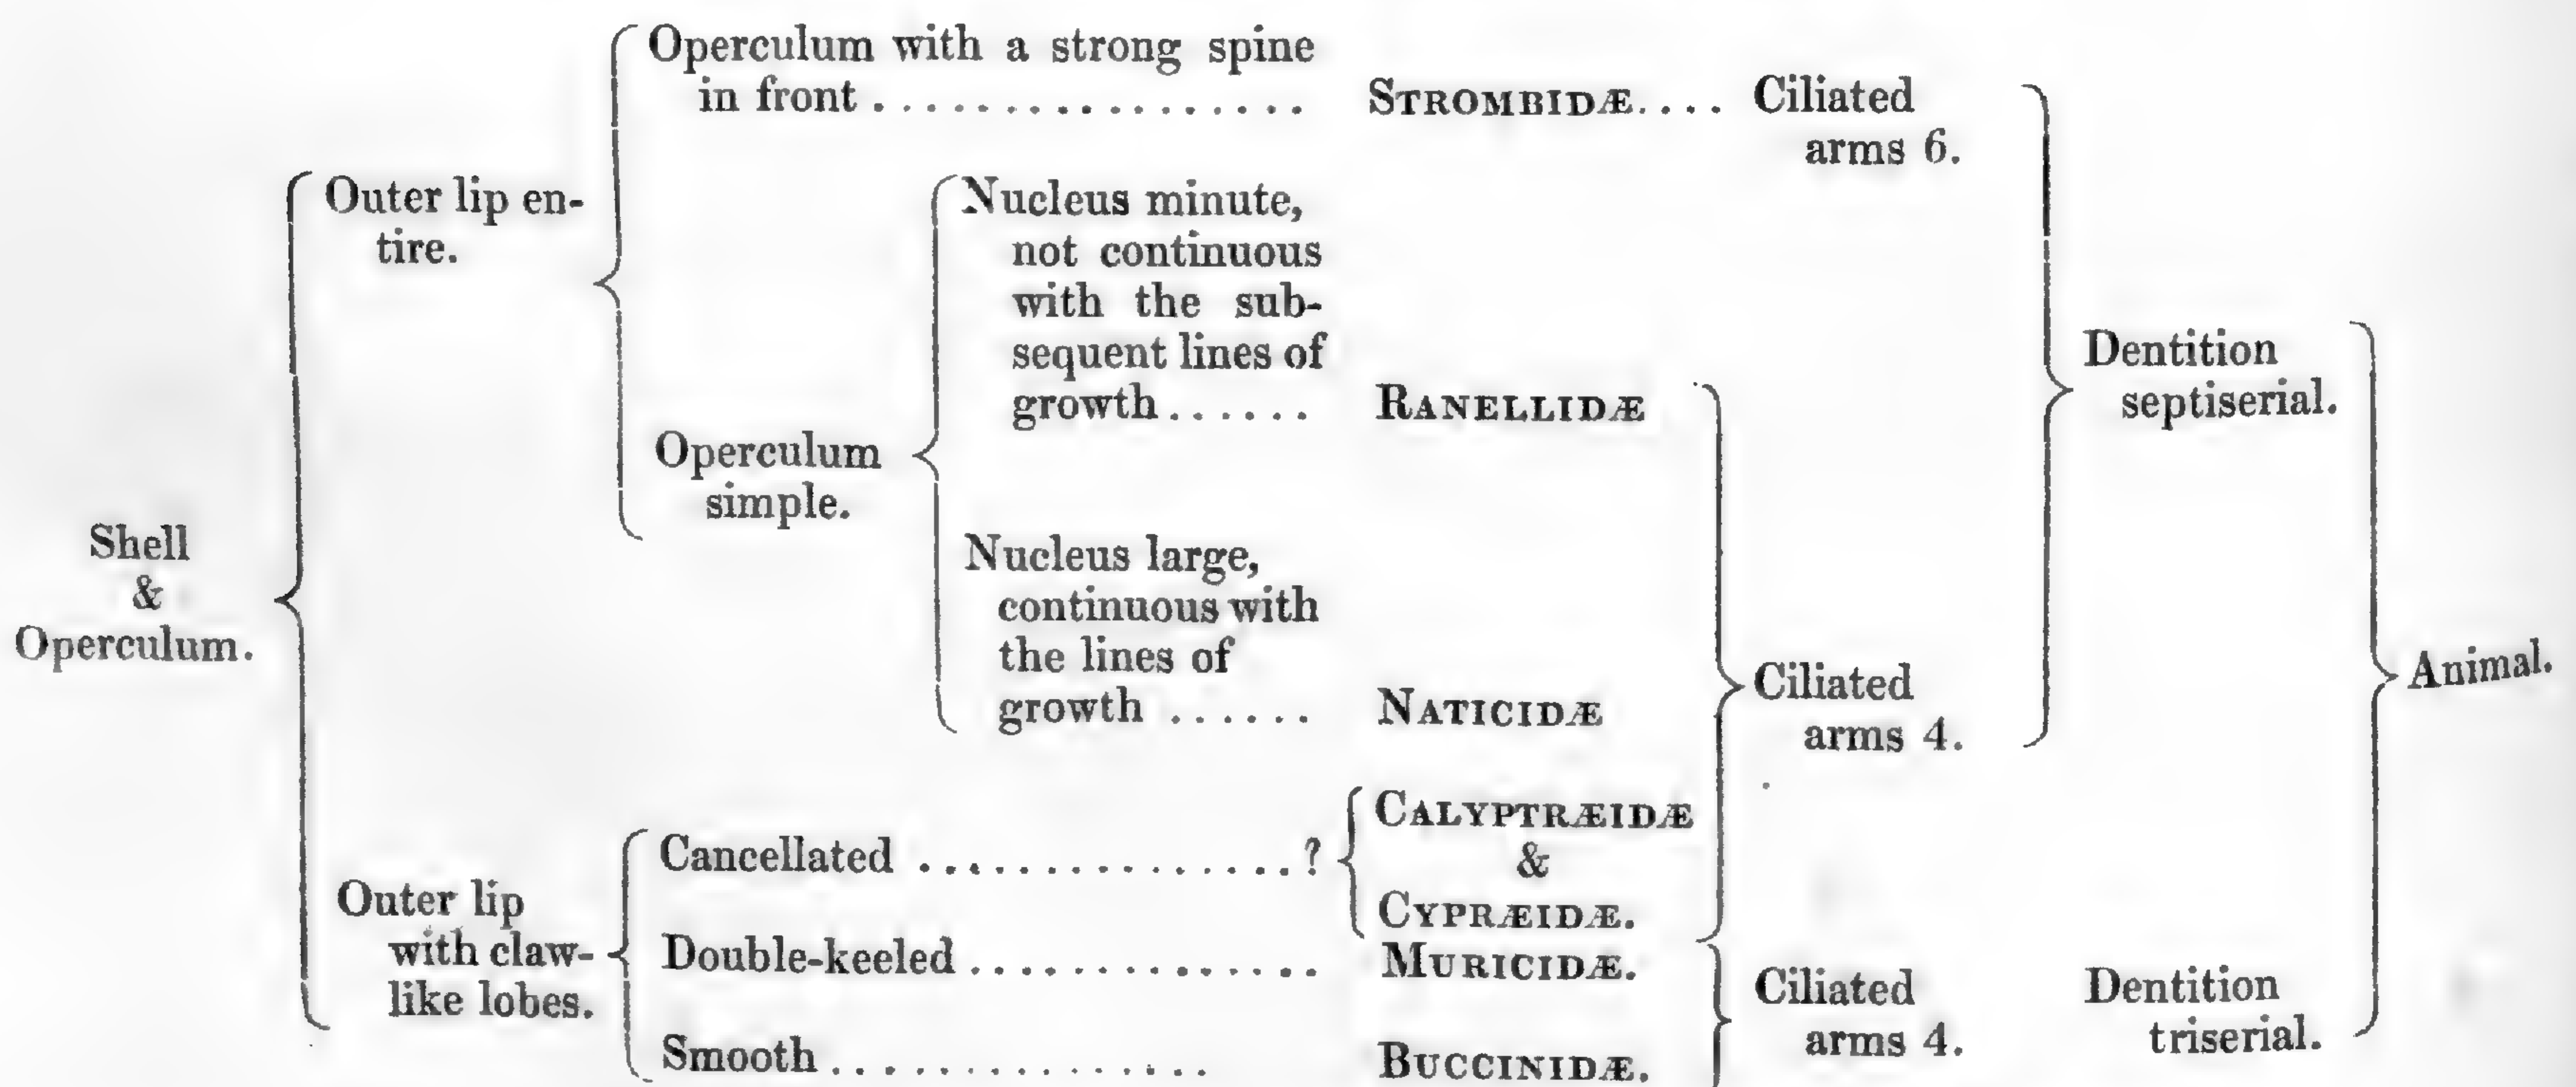 Operculum with a strong spine
in front ................. STROMBIDÆ.... Ciliated
arms 6.
Outer lip en-
tire.
Nucleus minute,
not continuous
with the sub-
sequent lines of
growth ...... RANELLIDÆ
Dentition
septiserial.
Operculum
simple.
Shell
&
Operculum.
Nucleus large,
continuous with
the lines of
growth ...... NATICIDÆ
Ciliated
arms 4.
Animal.
Cancellated ...............? CALYPTRÆIDÆ
&
CYPRÆIDÆ.
Outer lip
with claw-
like lobes.
Double-keeled .............. MURICIDÆ.
Smooth ............... BUCCINIDÆ.
Ciliated
arms 4.
Dentition
triserial.